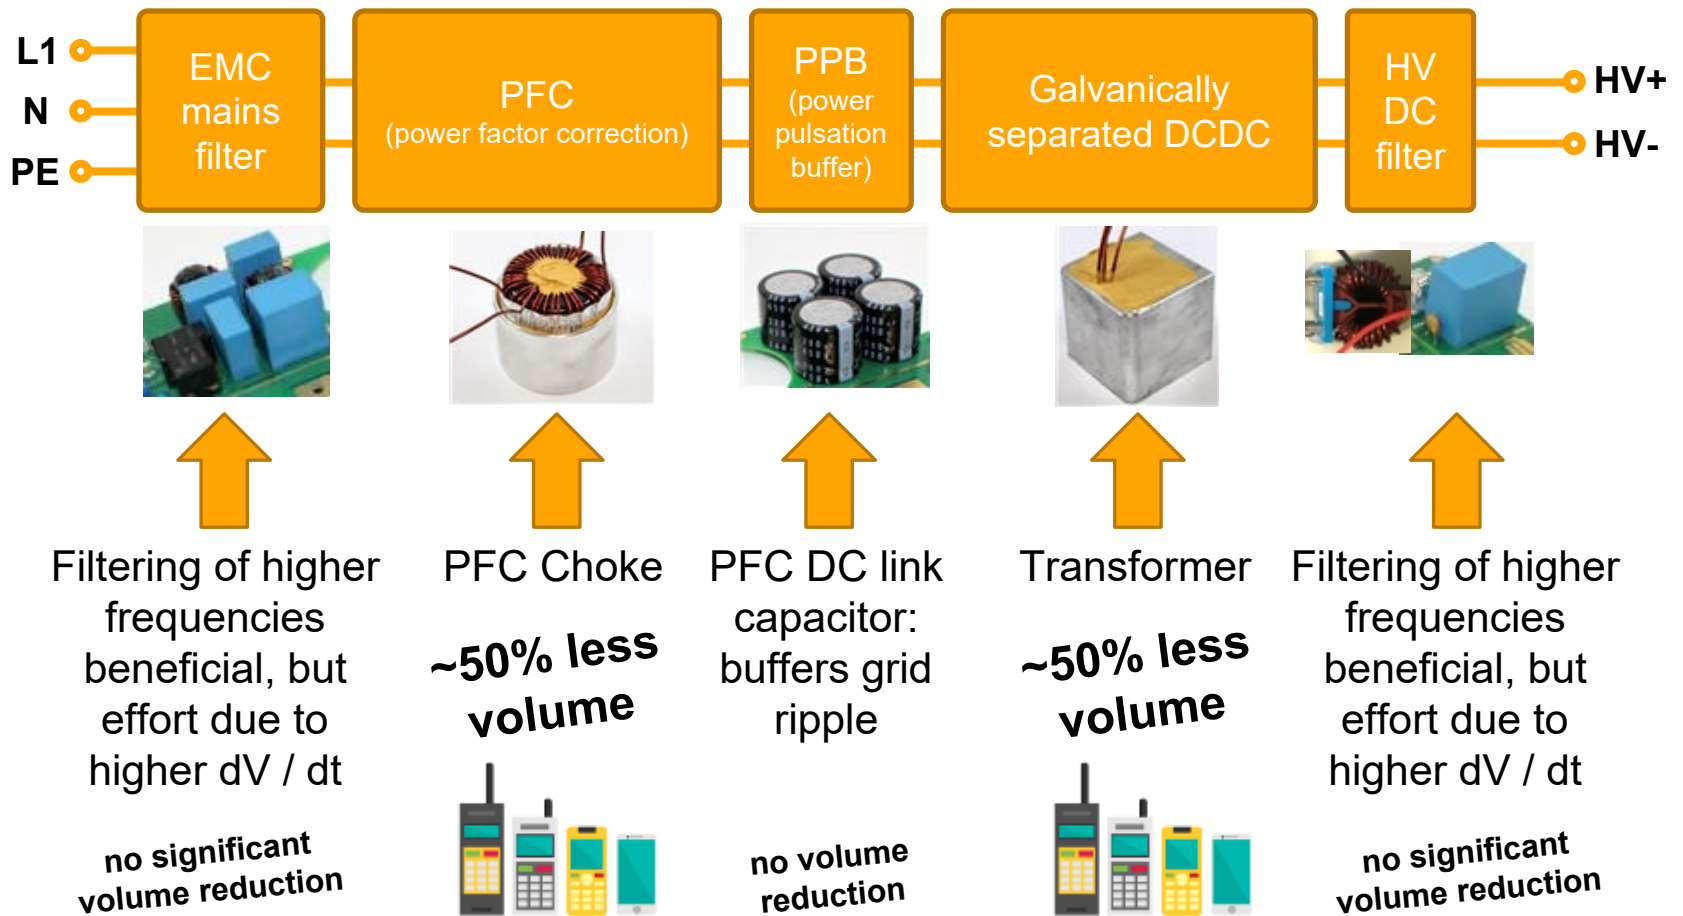 L1
N
PE
EMC
mains
filter
PFC
(power factor correction)
PPB
(power
pulsation
buffer)
Galvanically
separated DCDC
HV
DC
filter
HV+
HV-
Filtering of higher
frequencies
beneficial, but
effort due to
higher dV / dt
no significant
volume reduction
PFC Choke
~50% less
volume
PFC DC link
capacitor:
buffers grid
ripple
no volume
reduction
Transformer
~50% less
volume
Filtering of higher
frequencies
beneficial, but
effort due to
higher dV / dt
no significant
volume reduction